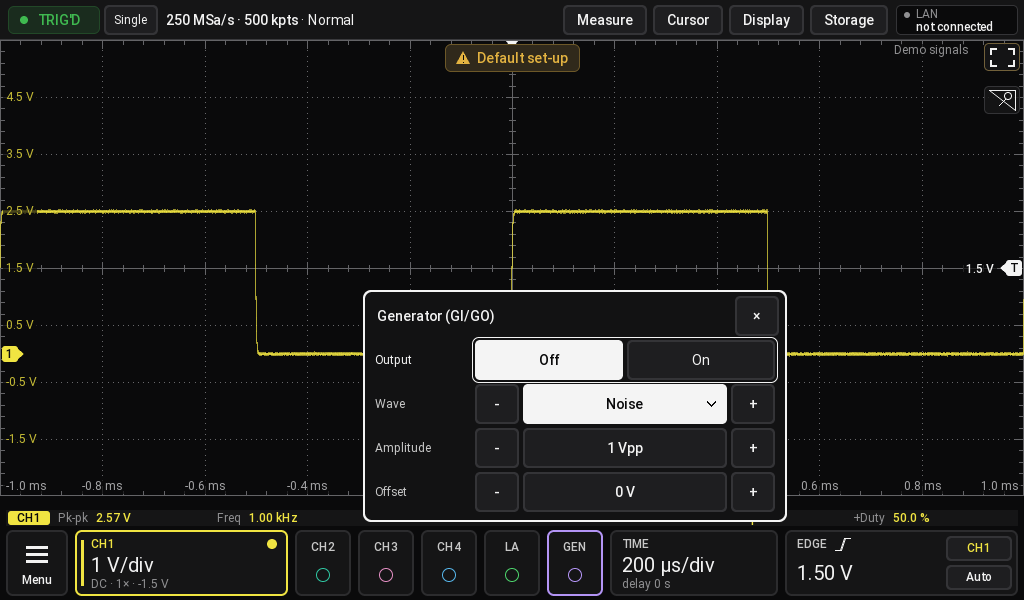 TRIG'D
Single
250 MSa/s · 500 kpts · Normal
Measure
Cursor
Display
Storage
LAN
not connected
Default set-up
Demo signals
4.5 V
3.5 V
2.5 V
1.5 V
1.5 V
T
0.5 V
1
-0.5 V
-1.5 V
Generator (GI/GO)
×
Output
Off
On
Wave
-
Noise
+
Amplitude
-
1 Vpp
+
Offset
-
0 V
+
-1.0 ms
-0.8 ms
-0.6 ms
-0.4 ms
0.6 ms
0.8 ms
1.0 ms
CH1
Pk-pk 2.57 V
Freq 1.00 kHz
+Duty 50.0 %
Menu
CH1
1 V/div
DC · 1× · -1.5 V
CH2
CH3
CH4
LA
GEN
TIME
200 µs/div
delay 0 s
EDGE
1.50 V
CH1
Auto